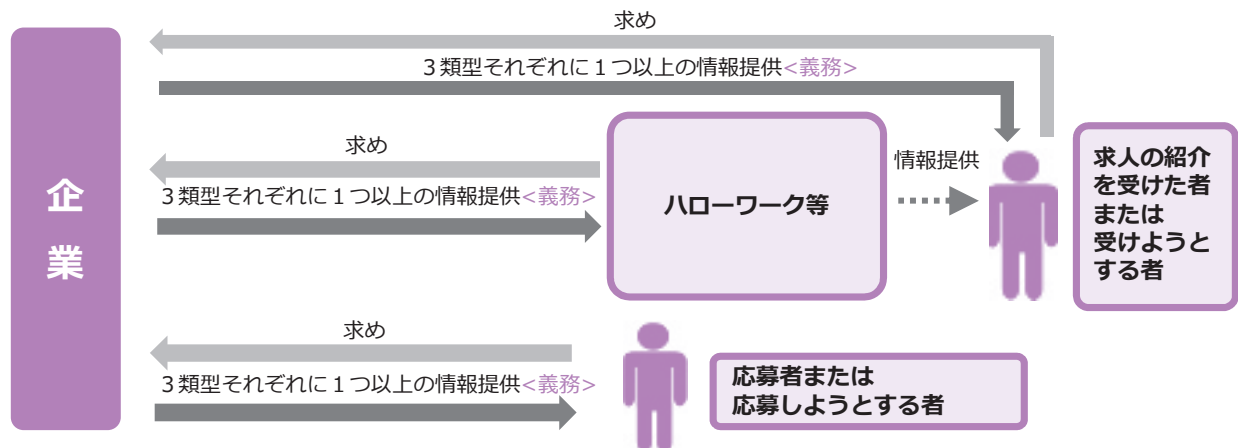 求め
3類型それぞれに1つ以上の情報提供<義務>
企
業
求め
3類型それぞれに1つ以上の情報提供<義務>
ハローワーク等
情報提供
求人の紹介
を受けた者
または
受けようと
する者
求め
3類型それぞれに1つ以上の情報提供<義務>
応募者または
応募しようとする者